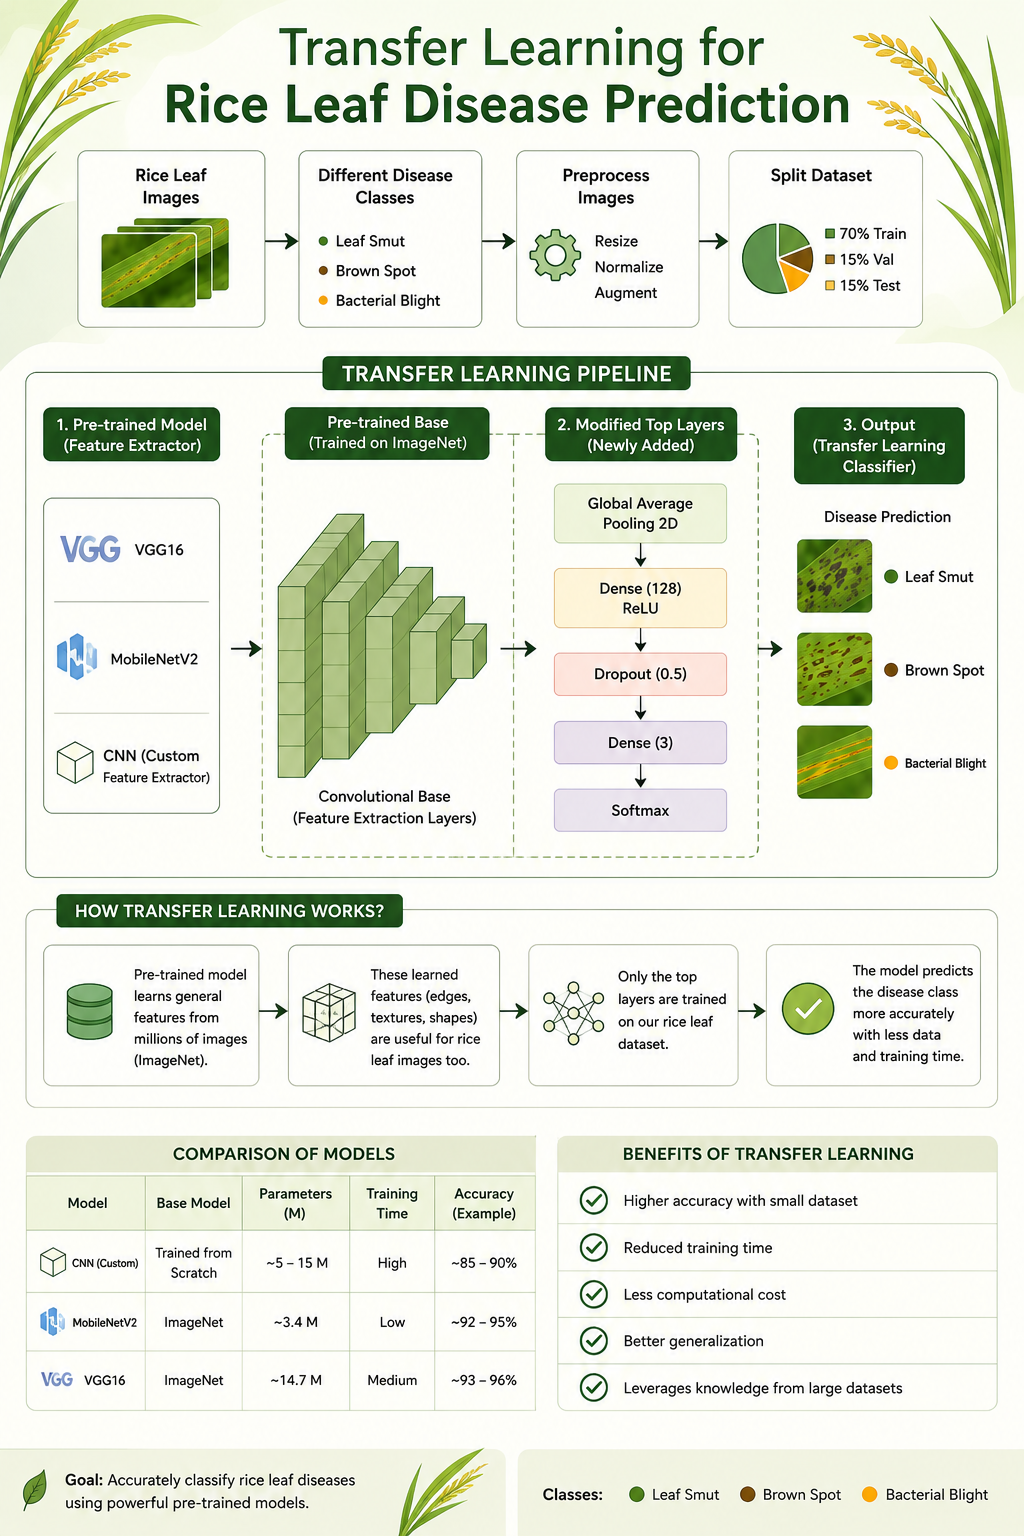 Transfer Learning for
Rice Leaf Disease Prediction
Rice Leaf
Images
Different Disease
Classes
Leaf Smut
Brown Spot
Bacterial Blight
Preprocess
Images
Resize
Normalize
Augment
Split Dataset
70% Train
15% Val
15% Test
TRANSFER LEARNING PIPELINE
1. Pre-trained Model
(Feature Extractor)
VGG VGG16
MobileNetV2
CNN (Custom
Feature Extractor)
Pre-trained Base
(Trained on ImageNet)
Convolutional Base
(Feature Extraction Layers)
2. Modified Top Layers
(Newly Added)
Global Average
Pooling 2D
Dense (128)
ReLU
Dropout (0.5)
Dense (3)
Softmax
3. Output
(Transfer Learning
Classifier)
Disease Prediction
Leaf Smut
Brown Spot
Bacterial Blight
HOW TRANSFER LEARNING WORKS?
Pre-trained model
learns general
features from
millions of images
(ImageNet).
These learned
features (edges,
textures, shapes)
are useful for rice
leaf images too.
Only the top
layers are trained
on our rice leaf
dataset.
The model predicts
the disease class
more accurately
with less data
and training time.
COMPARISON OF MODELS
Model Base Model Parameters (M) Training Time Accuracy (Example)
CNN (Custom) Trained from Scratch ~5 – 15 M High ~85 – 90%
MobileNetV2 ImageNet ~3.4 M Low ~92 – 95%
VGG VGG16 ImageNet ~14.7 M Medium ~93 – 96%
BENEFITS OF TRANSFER LEARNING
Higher accuracy with small dataset
Reduced training time
Less computational cost
Better generalization
Leverages knowledge from large datasets
Goal: Accurately classify rice leaf diseases
using powerful pre-trained models.
Classes: Leaf Smut Brown Spot Bacterial Blight